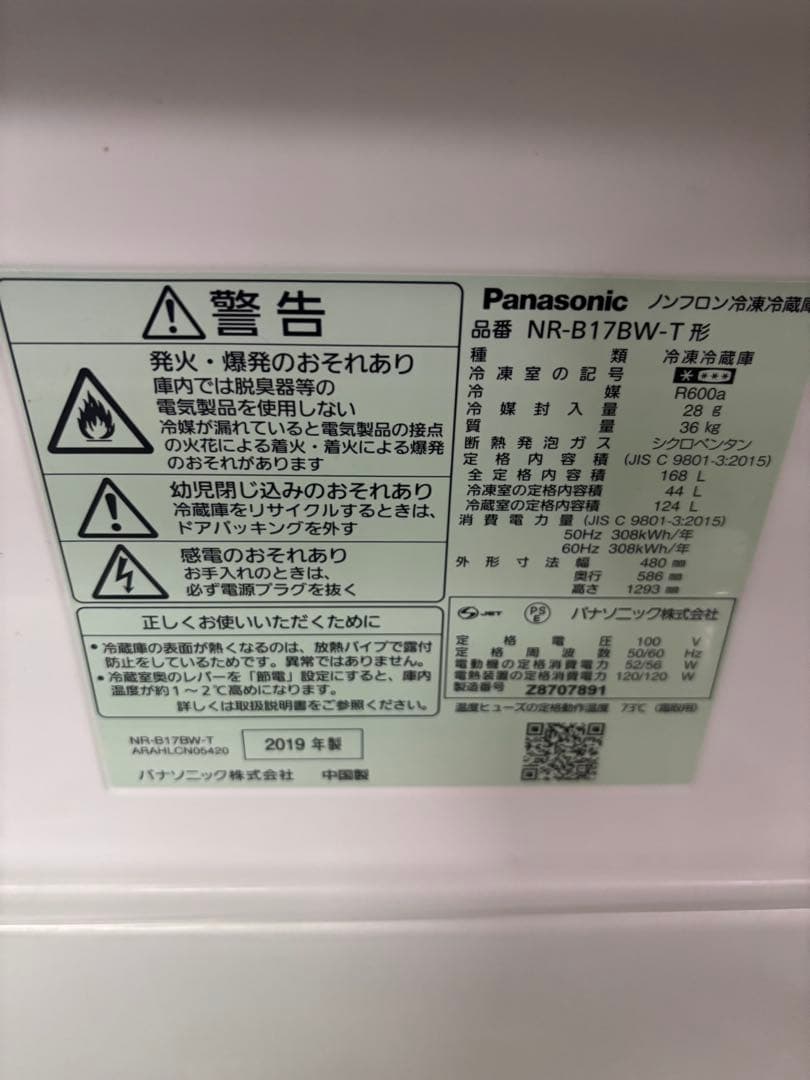 警告
発火・爆発のおそれあり
庫内では脱臭器等の
電気製品を使用しない
冷媒が漏れていると電気製品の接点
の火花による着火・着火による爆発
のおそれがあります
幼児閉じ込みのおそれあり
冷蔵庫をリサイクルするときは、
ドアパッキングを外す
感電のおそれあり
お手入れのときは、
必ず電源プラグを抜く
正しくお使いいただくために
・冷蔵庫の表面が熱くなるのは、放熱パイプで露付
防止をしているためです。異常ではありません。
・冷蔵室奥のレバーを「節電」設定にすると、庫内
温度が約1～2℃高めになります。
詳しくは取扱説明書をご参照ください。
NR-B17BW-T
ARAHLCN05420
2019 年製
パナソニック株式会社 中国製
Panasonic ノンフロン冷凍冷蔵庫
品番 NR-B17BW-T 形
種類 冷凍冷蔵庫
冷凍室の記号 ****
冷媒 R600a
冷媒封入量 28 g
質量 36 kg
断熱発泡ガス シクロペンタン
定格内容積 (JIS C 9801-3:2015)
全定格内容積 168 L
冷凍室の定格内容積 44 L
冷蔵室の定格内容積 124 L
消費電力量 (JIS C 9801-3:2015)
50Hz 308kWh/年
60Hz 308kWh/年
外形寸法 幅 480 mm
奥行 586 mm
高さ 1293 mm
JET PS E パナソニック株式会社
定格電圧 100 V
定格周波数 50/60 Hz
電動機の定格消費電力 52/56 W
電熱装置の定格消費電力 120/120 W
製造番号 Z8707891
温度ヒューズの定格動作温度 73℃ (霜取用)